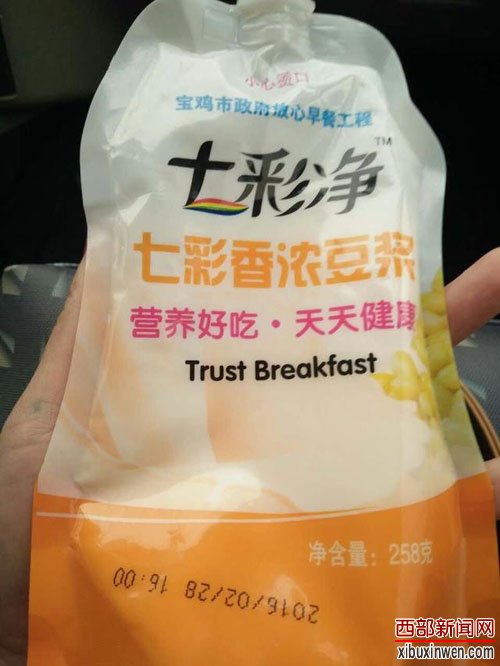 小心烫口
宝鸡市政府放心早餐工程
七彩净™
七彩香浓豆浆
营养好吃·天天健康
Trust Breakfast
净含量：258克
2016/02/28 16:00
西部新闻网
xibuxinwen.com